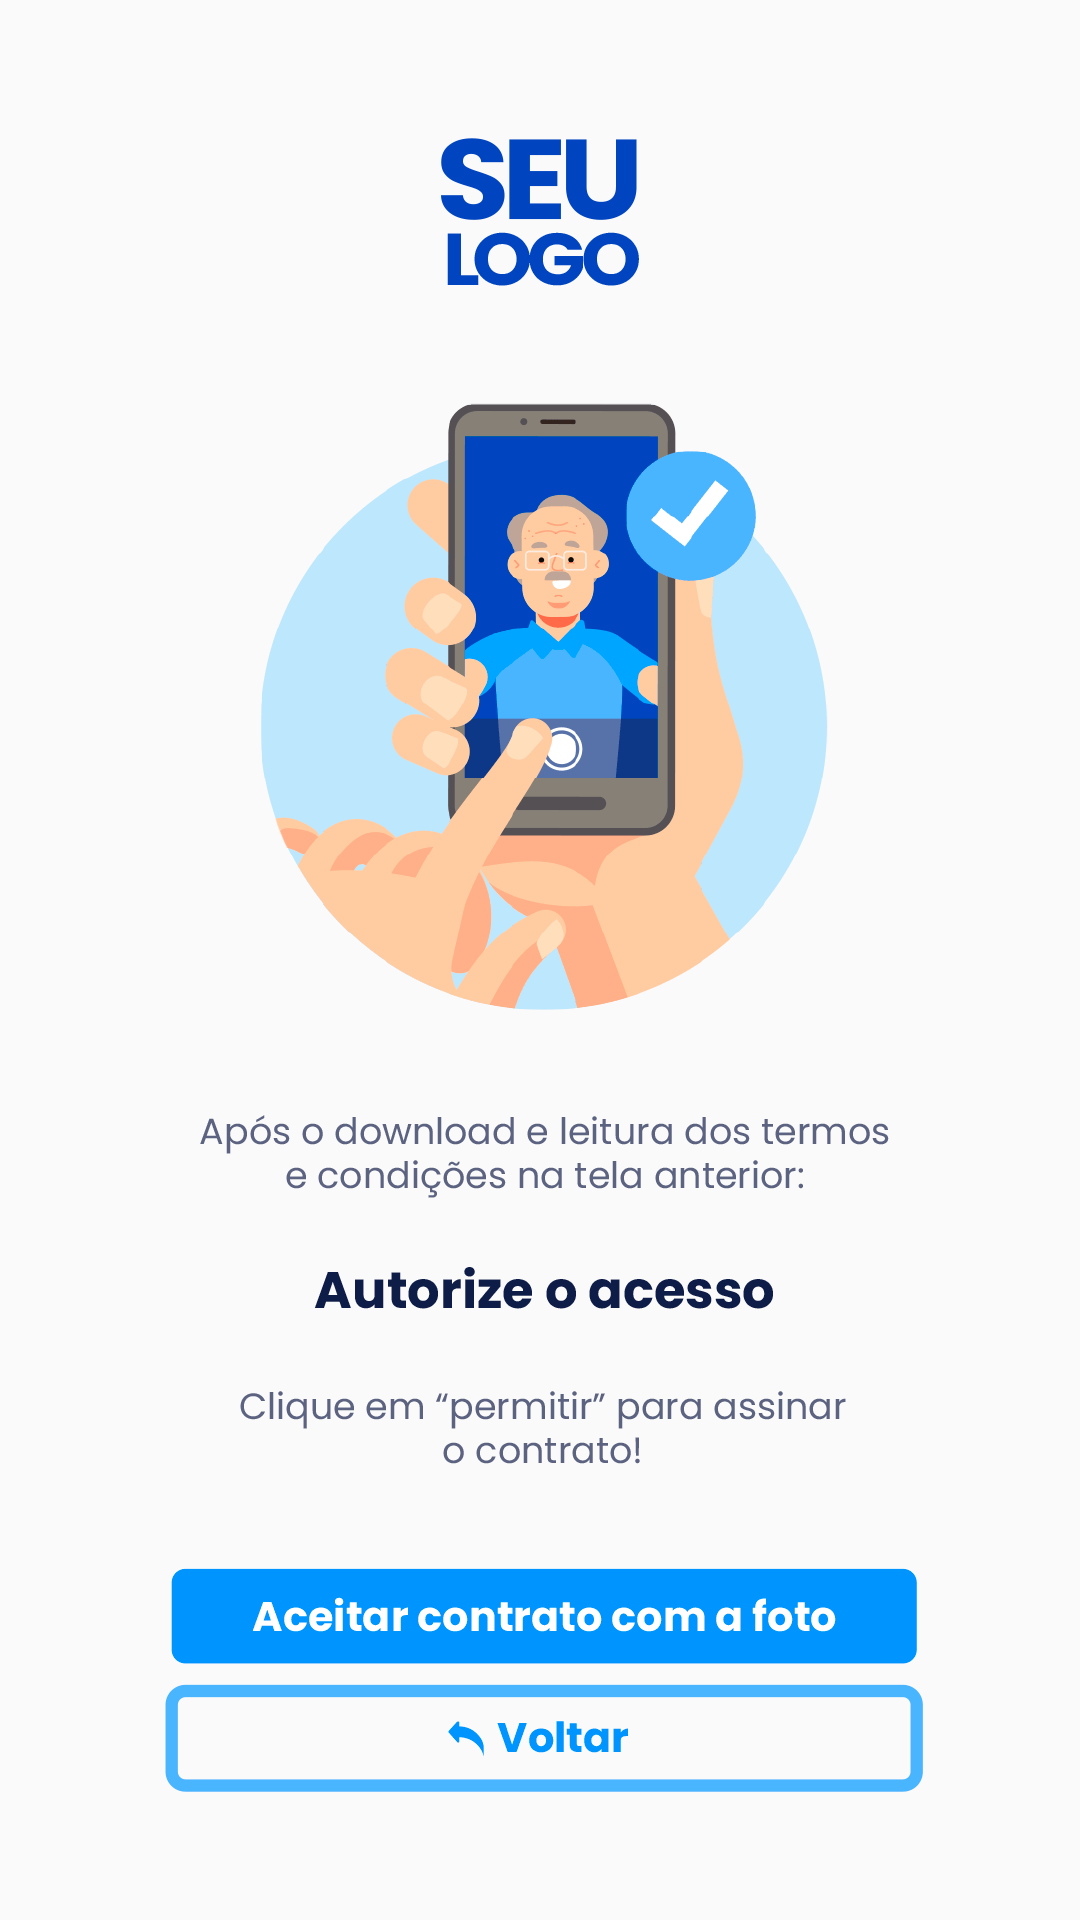 SEU
LOGO
Após o download e leitura dos termos
e condições na tela anterior:
Autorize o acesso
Clique em “permitir” para assinar
o contrato!
Aceitar contrato com a foto
Voltar